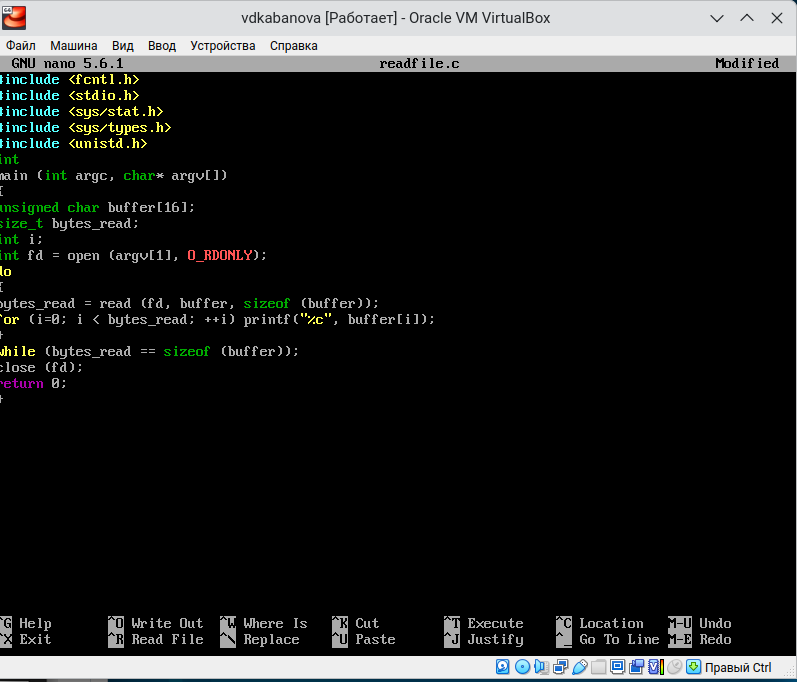 vdkabanova [Работает] - Oracle VM VirtualBox
Файл Машина Вид Ввод Устройства Справка
GNU nano 5.6.1 readfile.c Modified
#include <fcntl.h>
#include <stdio.h>
#include <sys/stat.h>
#include <sys/types.h>
#include <unistd.h>
int
main (int argc, char* argv[])
{
unsigned char buffer[16];
size_t bytes_read;
int i;
int fd = open (argv[1], O_RDONLY);
do
{
bytes_read = read (fd, buffer, sizeof (buffer));
for (i=0; i < bytes_read; ++i) printf("%c", buffer[i]);
}
while (bytes_read == sizeof (buffer));
close (fd);
return 0;
}
^G Help ^O Write Out ^W Where Is ^K Cut ^T Execute ^C Location M-U Undo
^X Exit ^R Read File ^\ Replace ^U Paste ^J Justify ^_ Go To Line M-E Redo
Правый Ctrl